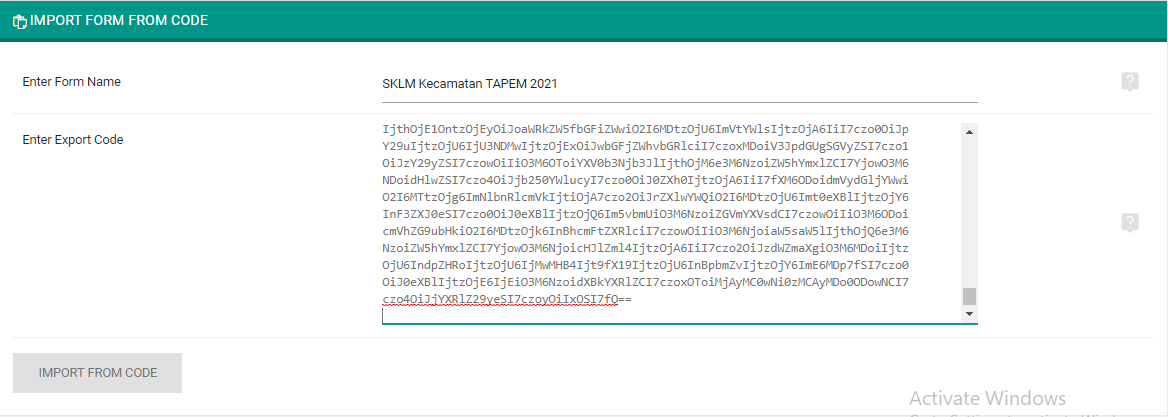 IMPORT FORM FROM CODE
Enter Form Name
SKLM Kecamatan TAPEM 2021
Enter Export Code
IjthOjE1OntzOjEyOiJoaWRkZW5fbGFiZWwiO2I6MDtzOjU6ImVtYWlsIjtzOjA6IiI7czo0OiJp
Y29uIjtzOjU6IjU3NDMwIjtzOjExOiJwbGFjZWhvbGRlciI7czoxMDoiV3JpdGUgSGVyZSI7czo1
OiJzY29yZSI7czowOiIiO3M6OToiYXV0b3Njb3JlIjthOjM6e3M6NzoiZW5hYmxlZCI7YjowO3M6
NDoidHlwZSI7czo4OiJjb250YWlucyI7czo0OiJ0ZXh0IjtzOjA6IiI7fXM6ODoidmVydGljYWwi
O2I6MTtzOjg6ImNlbnRlcmVkIjtiOjA7czo2OiJrZXlwYWQiO2I6MDtzOjU6Imt0eXBlIjtzOjY6
InF3ZXJ0eSI7czo0OiJ0eXBlIjtzOjQ6Im5vbmUiO3M6NzoiZGVmYXVsdCI7czowOiIiO3M6ODoi
cmVhZG9ubHkiO2I6MDtzOjk6InBhcmFtZXRlciI7czowOiIiO3M6NjoiaW5saW5lIjthOjQ6e3M6
NzoiZW5hYmxlZCI7YjowO3M6NjoicHJlZml4IjtzOjA6IiI7czo2OiJzdWZmaXgiO3M6MDoiIjtz
OjU6IndpZHRoIjtzOjU6IjMwMHB4Ijt9fX19IjtzOjU6InBpbmZvIjtzOjY6ImE6MDp7fSI7czo0
OiJ0eXBlIjtzOjE6IjEiO3M6NzoidXBkYXRlZCI7czoxOToiMjAyMC0wNi0zMCAyMDo0ODowNCI7
czo4OiJjYXRlZ29yeSI7czoyOiIxOSI7fQ==
IMPORT FROM CODE
Activate Windows